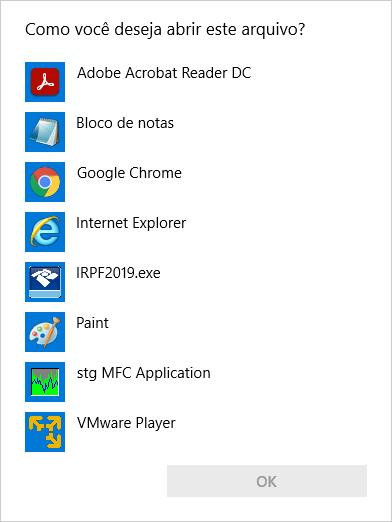 Como você deseja abrir este arquivo?
Adobe Acrobat Reader DC
Bloco de notas
Google Chrome
Internet Explorer
IRPF2019.exe
Paint
stg MFC Application
VMware Player
OK